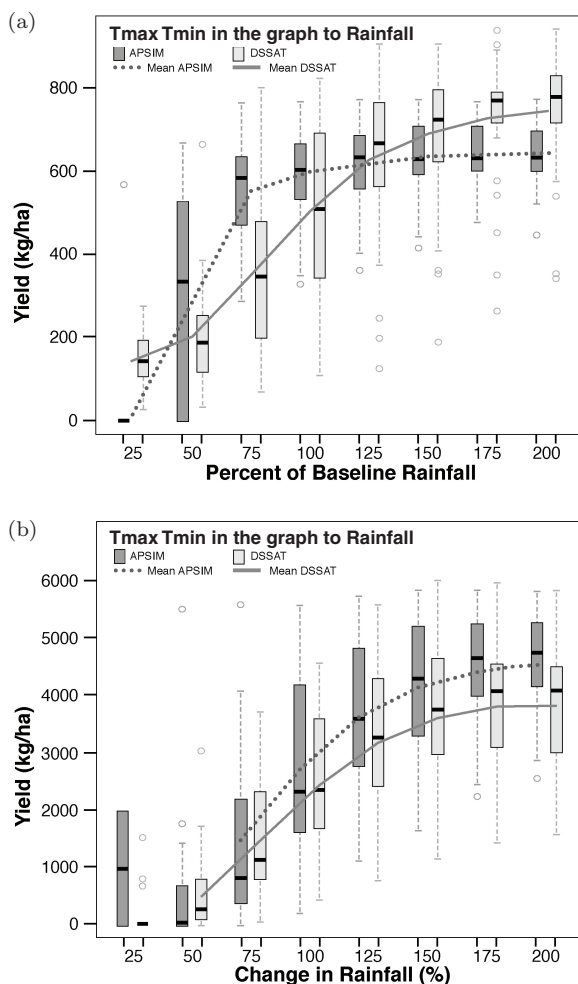 (a)
Tmax Tmin in the graph to Rainfall
APSIM DSSAT
Mean APSIM Mean DSSAT
800
600
400
200
0
Yield (kg/ha)
25 50 75 100 125 150 175 200
Percent of Baseline Rainfall
(b)
Tmax Tmin in the graph to Rainfall
APSIM DSSAT
Mean APSIM Mean DSSAT
6000
5000
4000
3000
2000
1000
0
Yield (kg/ha)
25 50 75 100 125 150 175 200
Change in Rainfall (%)